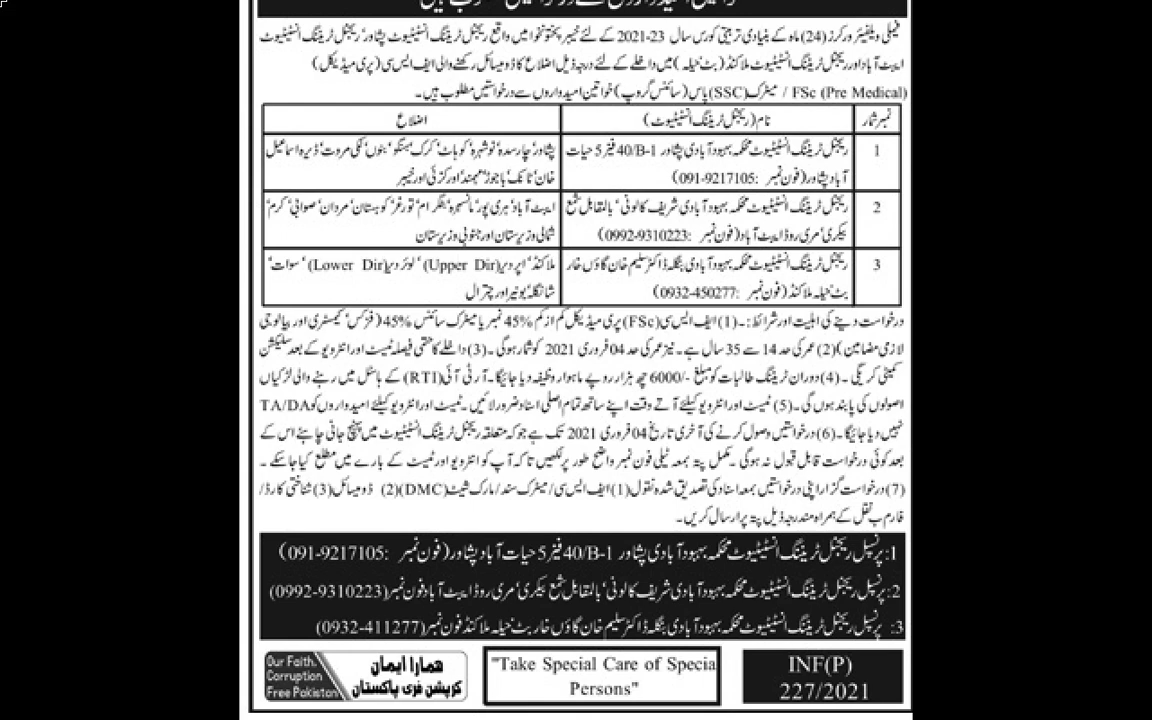 فیملی ویلفیئر ورکرز (24) ماہ کے بنیادی تربیتی کورس سال 23-2021 کے لئے خیبر پختونخوا میں واقع ریجنل ٹریننگ انسٹیٹیوٹ پشاور' ریجنل ٹریننگ انسٹیٹیوٹ
ایبٹ آباد اور ریجنل ٹریننگ انسٹیٹیوٹ ملاکنڈ (بٹ خیلہ) میں داخلے کے لئے درجہ ذیل اضلاع کا ڈومیسائل رکھنے والی ایف ایس سی (پری میڈیکل)
FSc (Pre Medical) / میٹرک (SSC) پاس (سائنس گروپ) خواتین امیدواروں سے درخواستیں مطلوب ہیں۔
نمبر شمار نام (ریجنل ٹریننگ انسٹیٹیوٹ) اضلاع
1 ریجنل ٹریننگ انسٹیٹیوٹ محکمہ بہبود آبادی پشاور 40/B-1 فیز 5 حیات پشاور' چارسدہ' نوشہرہ' کوہاٹ' کرک' ہنگو' بنوں' لکی مروت' ڈیرہ اسماعیل
آباد پشاور (فون نمبر: 091-9217105) خان' ٹانک' باجوڑ' مہمند' اورکزئی اور خیبر
2 ریجنل ٹریننگ انسٹیٹیوٹ محکمہ بہبود آبادی شریف کالونی' بالمقابل شمع ایبٹ آباد' ہری پور' مانسہرہ' بٹگرام' تورغر' کوہستان' مردان' صوابی' کرم'
بیکری' مری روڈ ایبٹ آباد (فون نمبر: 0992-9310223) شمالی وزیرستان اور جنوبی وزیرستان
3 ریجنل ٹریننگ انسٹیٹیوٹ محکمہ بہبود آبادی بنگلہ ڈاکٹر سلیم خان گاؤں خار ملاکنڈ' اپر دیر (Upper Dir)' لوئر دیر (Lower Dir)' سوات'
بٹ خیلہ ملاکنڈ (فون نمبر: 0932-450277) شانگلہ' بونیر اور چترال
درخواست دینے کی اہلیت اور شرائط:۔ (1) ایف ایس سی (FSc) پری میڈیکل کم از کم 45% نمبر یا میٹرک سائنس 45% (فزکس' کیمسٹری اور بیالوجی
لازمی مضامین) (2) عمر کی حد 14 سے 35 سال ہے۔ نیز عمر کی حد 04 فروری 2021 کو شمار ہوگی۔ (3) داخلے کا حتمی فیصلہ ٹیسٹ اور انٹرویو کے بعد سلیکشن
کمیٹی کریگی۔ (4) دوران ٹریننگ طالبات کو مبلغ -/6000 چھ ہزار روپے ماہوار وظیفہ دیا جائیگا۔ آر ٹی آئی (RTI) کے ہاسٹل میں رہنے والی لڑکیاں
اصولوں کی پابند ہوں گی۔ (5) ٹیسٹ اور انٹرویو کیلئے آتے وقت اپنے ساتھ تمام اصلی اسناد ضرور لائیں۔ ٹیسٹ اور انٹرویو کیلئے امیدواروں کو TA/DA
نہیں دیا جائیگا۔ (6) درخواستیں وصول کرنے کی آخری تاریخ 04 فروری 2021 تک ہے جو کہ متعلقہ ریجنل ٹریننگ انسٹیٹیوٹ میں پہنچ جانی چاہئے اس کے
بعد کوئی درخواست قابل قبول نہ ہوگی۔ مکمل پتہ بمعہ ٹیلی فون نمبر واضح طور پر لکھیں تاکہ آپ کو انٹرویو اور ٹیسٹ کے بارے میں مطلع کیا جا سکے۔
(7) درخواست گزار اپنی درخواستیں بمعہ اسناد کی تصدیق شدہ نقول (1) ایف ایس سی / میٹرک سند / مارک شیٹ (DMC) (2) ڈومیسائل (3) شناختی کارڈ /
فارم ب نقل کے ہمراہ مندرجہ ذیل پتہ پر ارسال کریں۔
1: پرنسپل ریجنل ٹریننگ انسٹیٹیوٹ محکمہ بہبود آبادی پشاور 40/B-1 فیز 5 حیات آباد پشاور (فون نمبر: 091-9217105)
2: پرنسپل ریجنل ٹریننگ انسٹیٹیوٹ محکمہ بہبود آبادی شریف کالونی' بالمقابل شمع بیکری' مری روڈ ایبٹ آباد فون نمبر (0992-9310223)
3: پرنسپل ریجنل ٹریننگ انسٹیٹیوٹ محکمہ بہبود آبادی بنگلہ ڈاکٹر سلیم خان گاؤں خار بٹ خیلہ ملاکنڈ فون نمبر (0932-411277)
Our Faith,
Corruption
Free Pakistan
ھمارا ایمان
کرپشن فری پاکستان
"Take Special Care of Specia
Persons"
INF(P)
227/2021